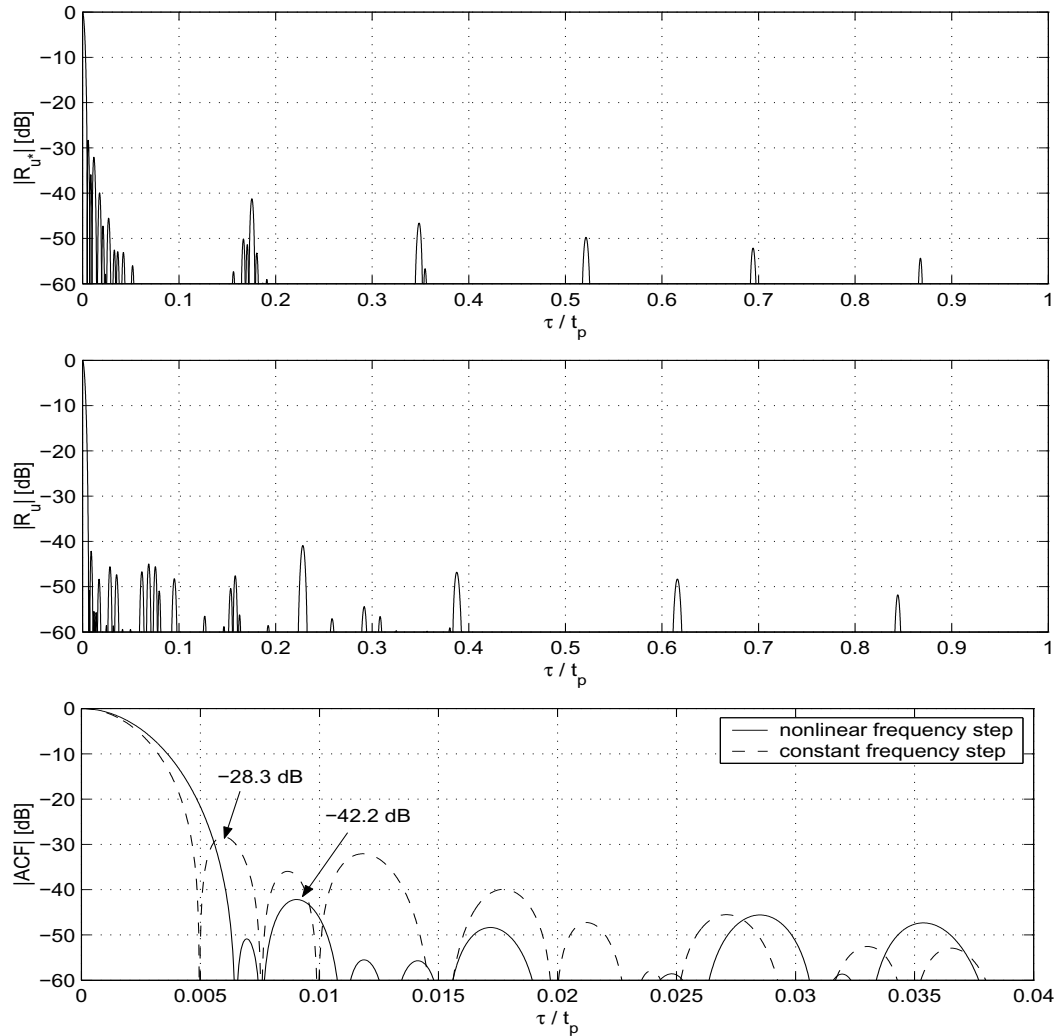 0
−10
−20
−30
−40
−50
−60
|R_u*| [dB]
0 0.1 0.2 0.3 0.4 0.5 0.6 0.7 0.8 0.9 1
τ / t_p
0
−10
−20
−30
−40
−50
−60
|R_u| [dB]
0 0.1 0.2 0.3 0.4 0.5 0.6 0.7 0.8 0.9 1
τ / t_p
0
−10
−20
−30
−40
−50
−60
|ACF| [dB]
nonlinear frequency step
constant frequency step
−28.3 dB
−42.2 dB
0 0.005 0.01 0.015 0.02 0.025 0.03 0.035 0.04
τ / t_p